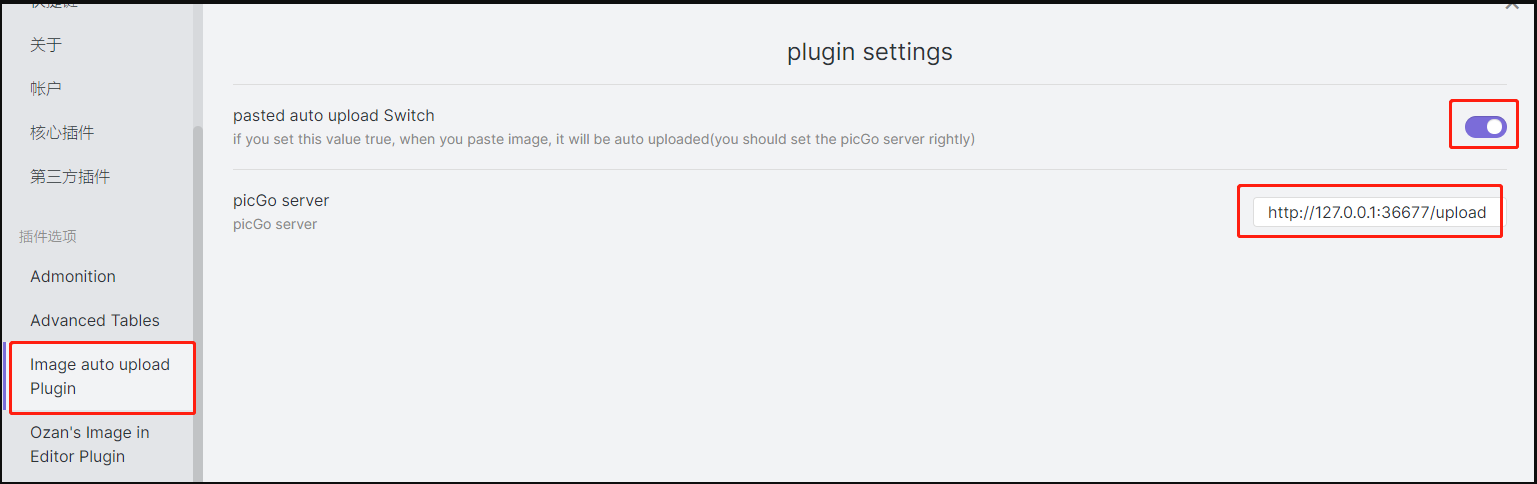 快捷键
关于
帐户
核心插件
第三方插件
插件选项
Admonition
Advanced Tables
Image auto upload
Plugin
Ozan's Image in
Editor Plugin
plugin settings
pasted auto upload Switch
if you set this value true, when you paste image, it will be auto uploaded(you should set the picGo server rightly)
picGo server
picGo server
http://127.0.0.1:36677/upload